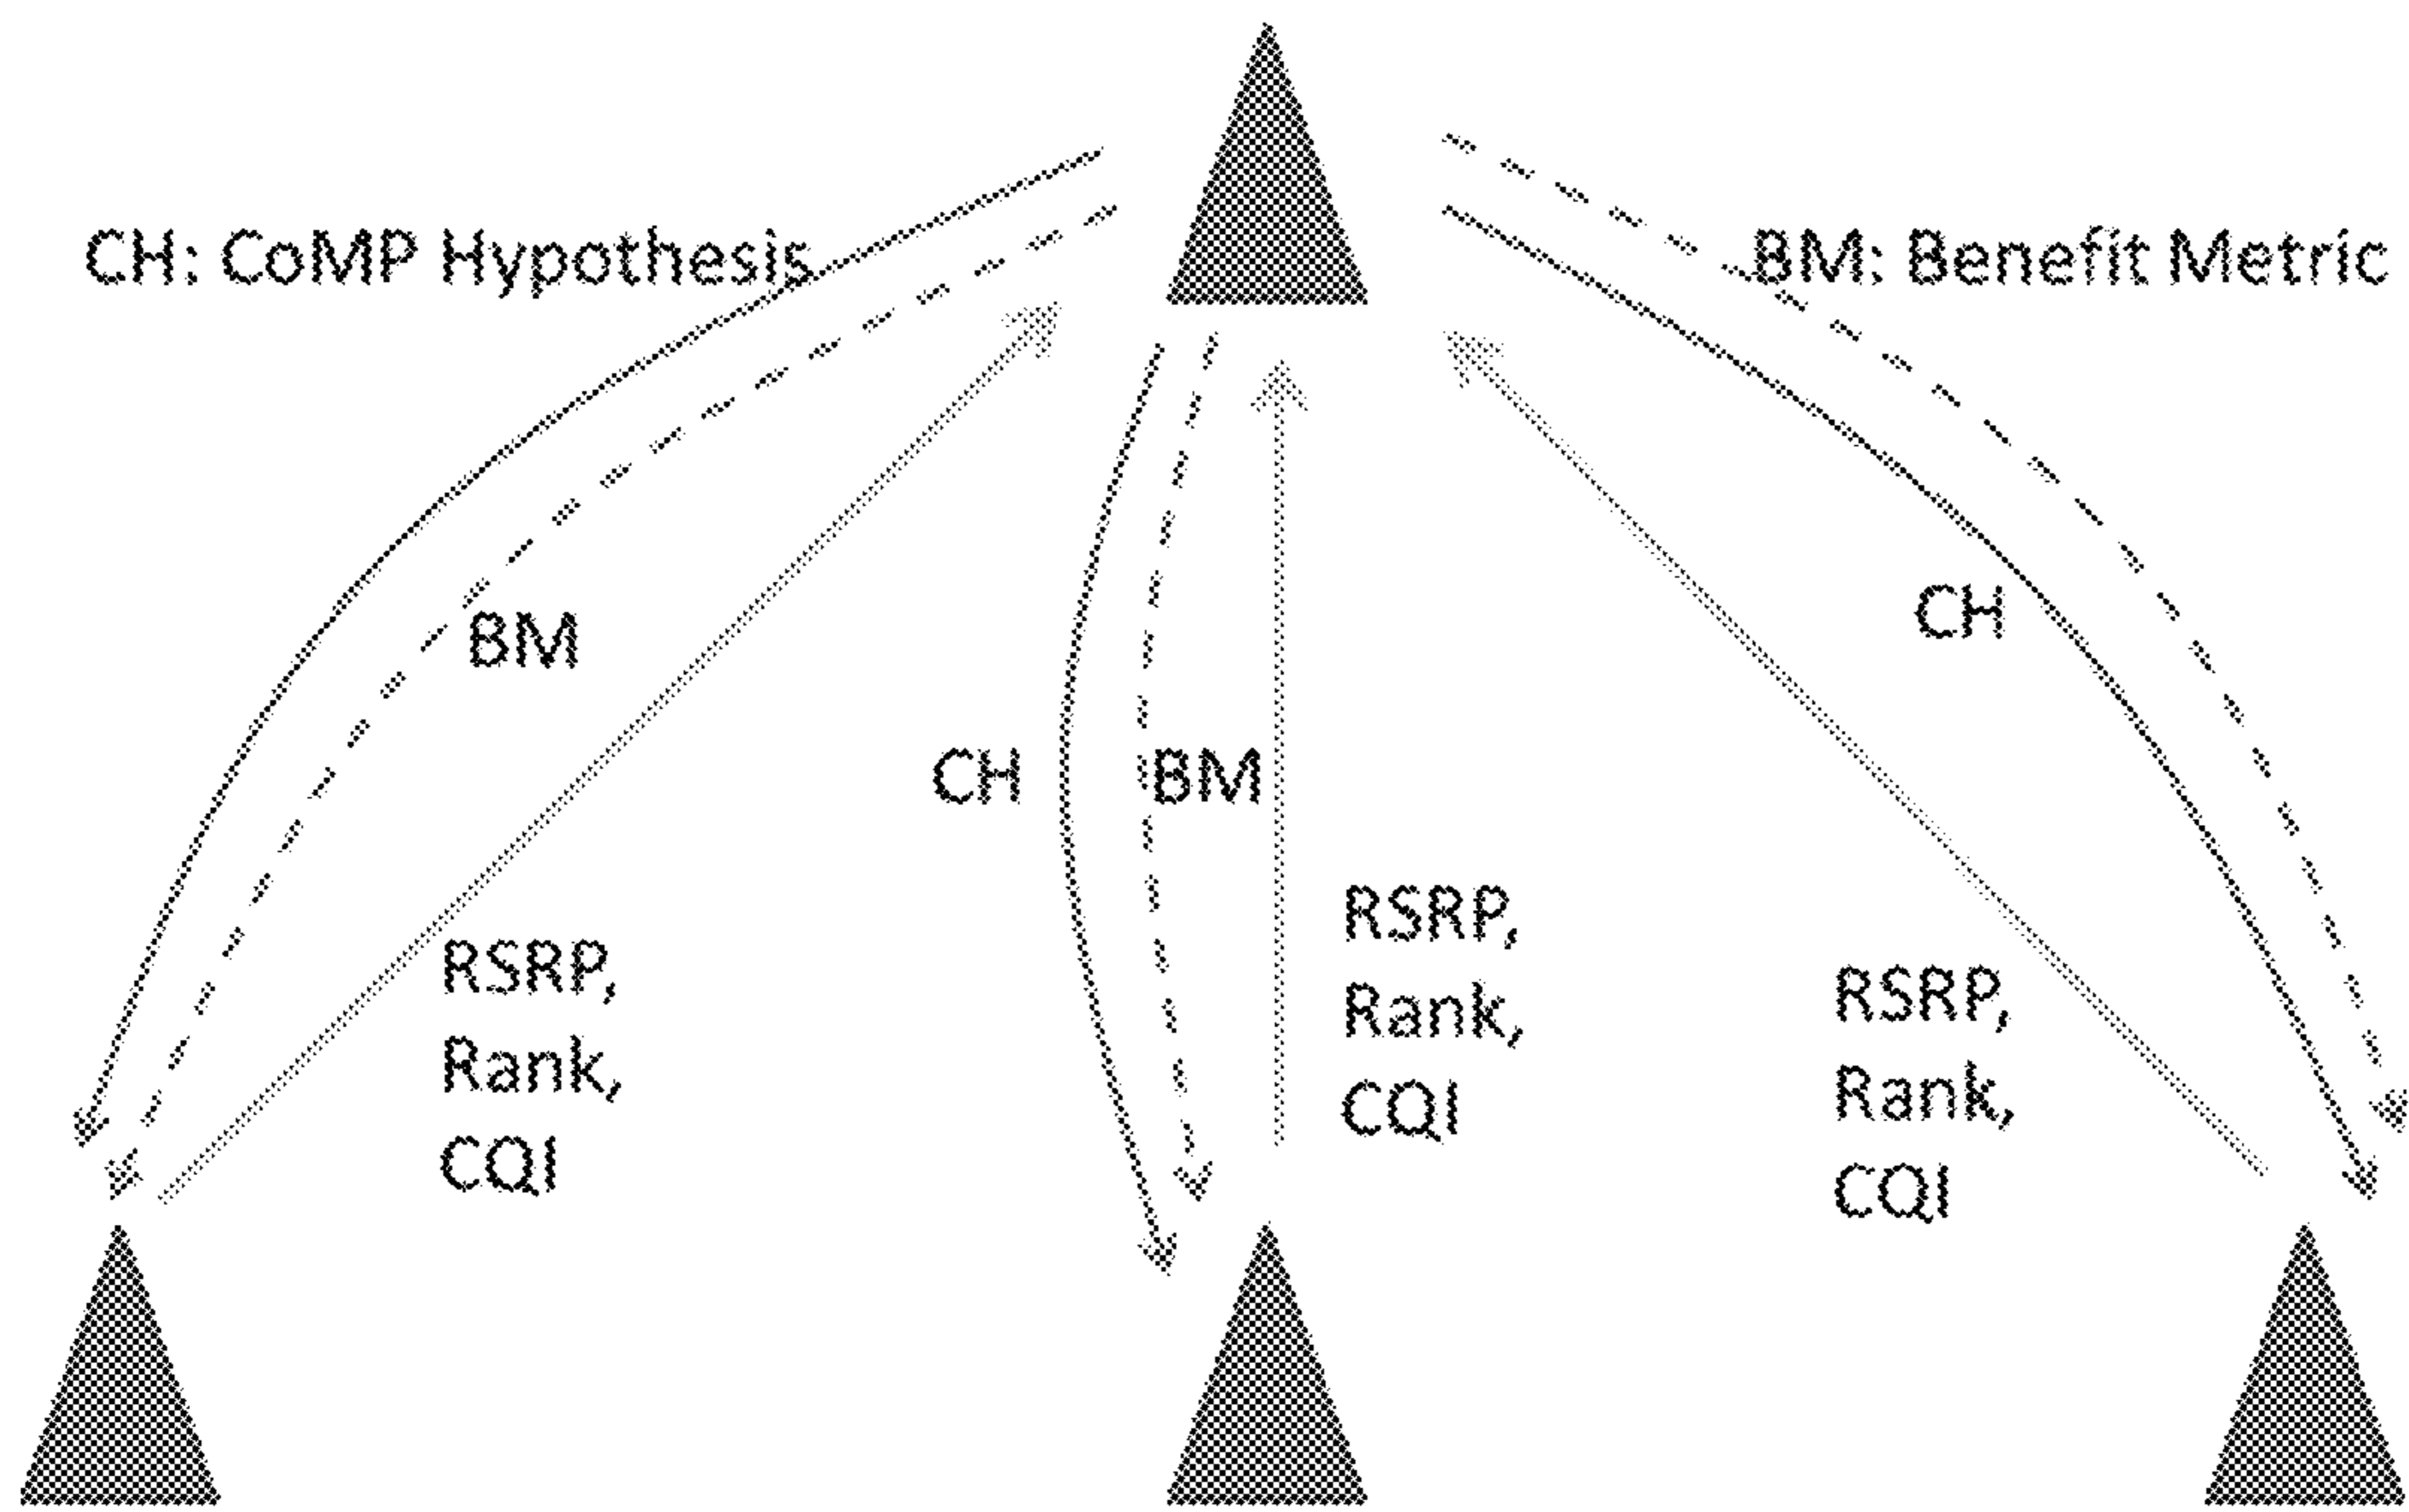 CH: CoMP Hypothesis
BM: Benefit Metric
BM
CH
CH
BM
RSRP,
Rank,
CQI
RSRP,
Rank,
CQI
RSRP,
Rank,
CQI